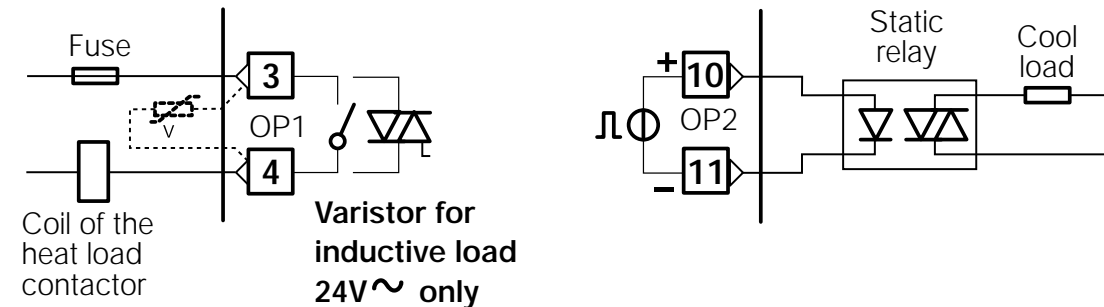 Fuse
3
V
OP1
4
Coil of the
heat load
contactor
Varistor for
inductive load
24V~ only
Static
relay
Cool
load
+
10
OP2
11
−